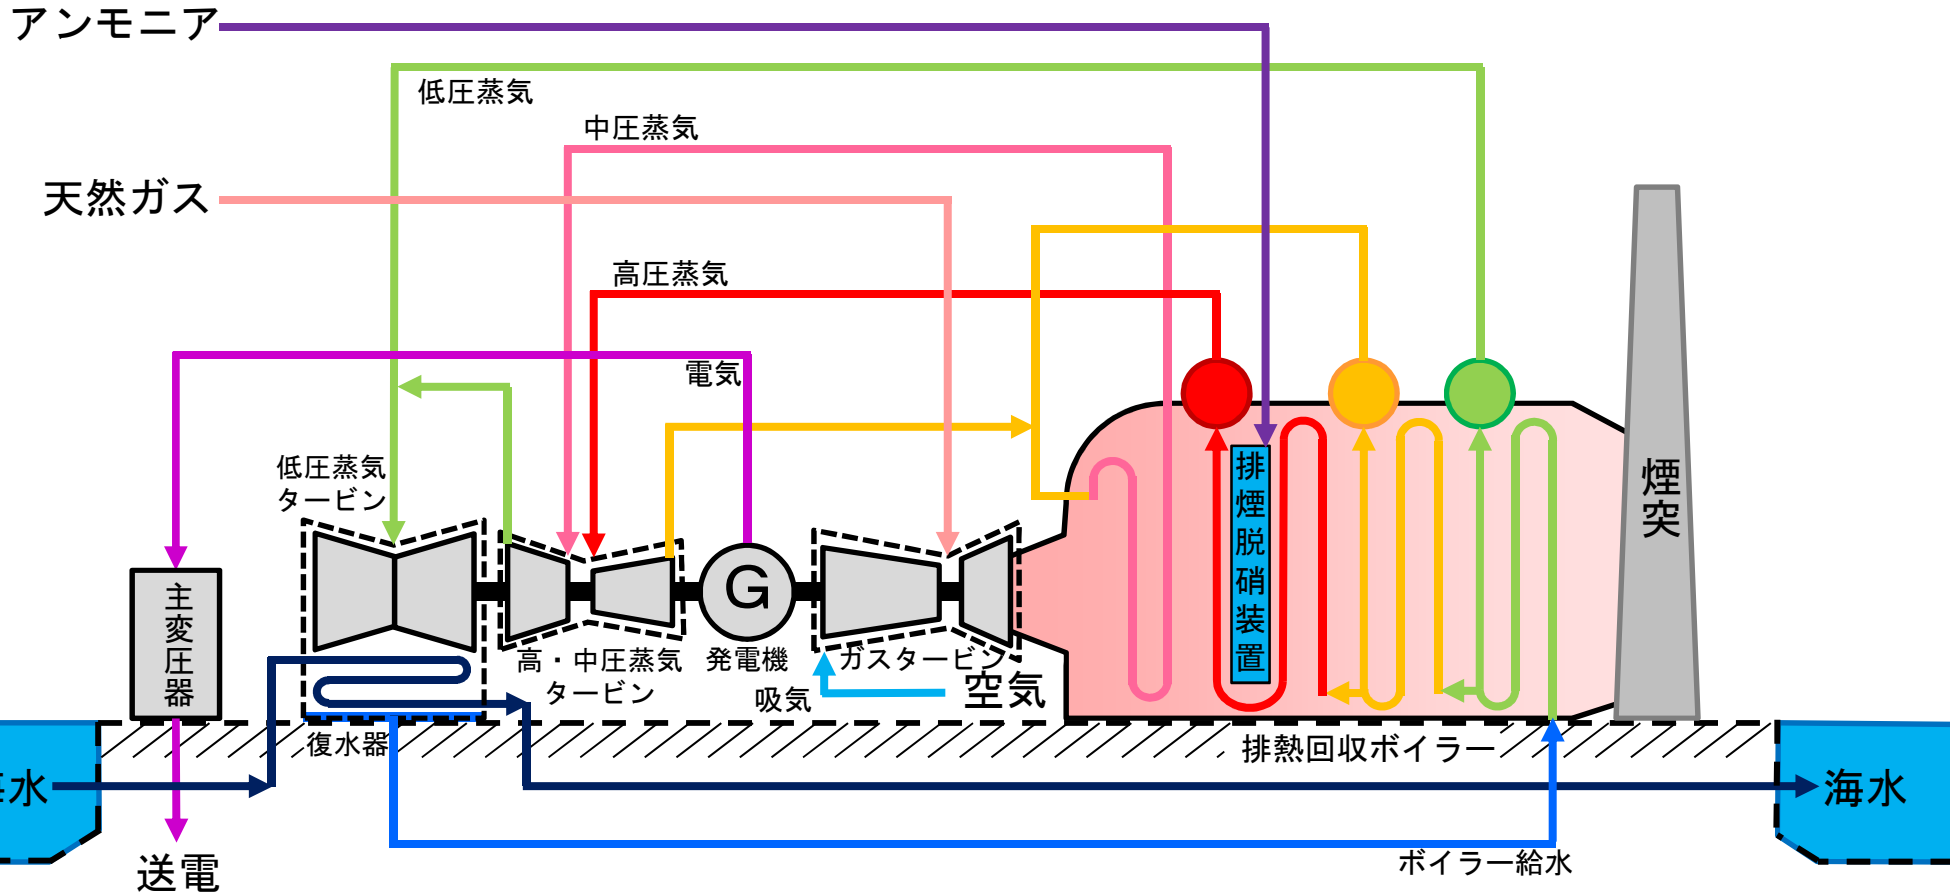 アンモニア
低圧蒸気
中圧蒸気
天然ガス
高圧蒸気
電気
低圧蒸気
タービン
排煙脱硝装置
煙突
G
主変圧器
高・中圧蒸気
タービン
発電機
ガスタービン
吸気
空気
復水器
排熱回収ボイラー
海水
海水
ボイラー給水
送電